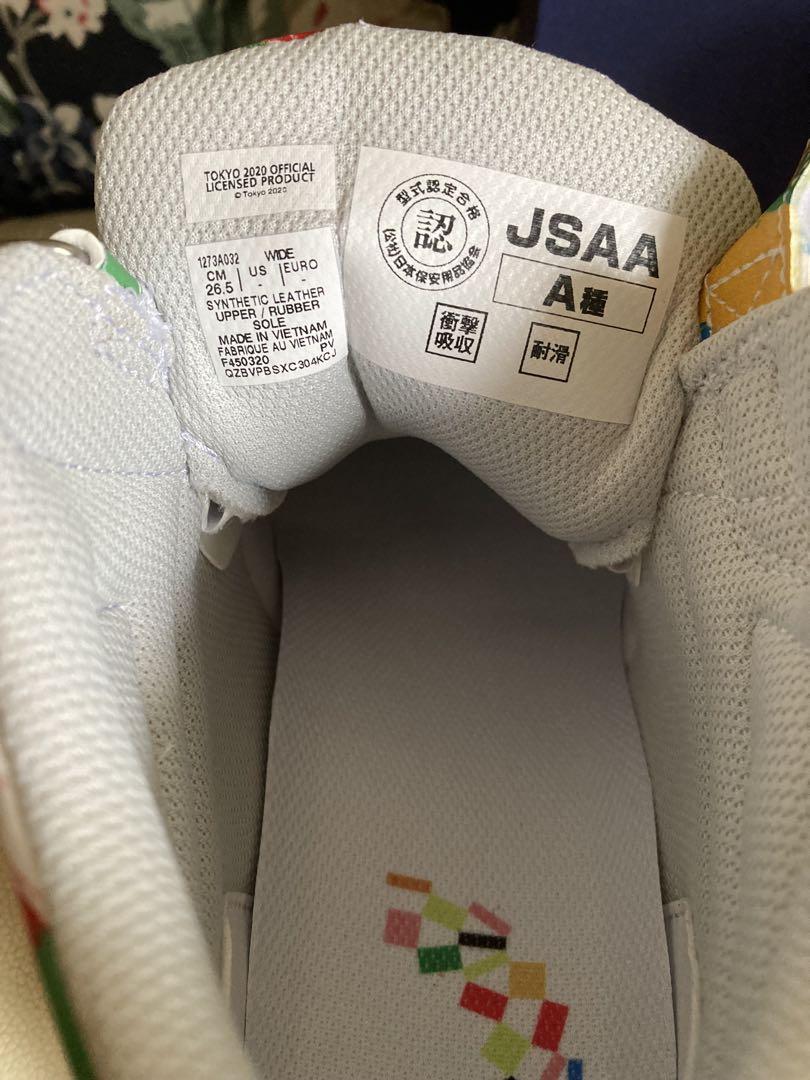 TOKYO 2020 OFFICIAL
LICENSED PRODUCT
© Tokyo 2020
1273A032 WIDE
CM | US | EURO
26.5 | - | -
SYNTHETIC LEATHER
UPPER / RUBBER
SOLE
MADE IN VIETNAM
FABRIQUE AU VIETNAM
F450320 PV
QZBVPBSXC304KCJ
型式認定合格
認
(公社)日本保安用品協会
JSAA
A種
衝撃
吸収
耐滑